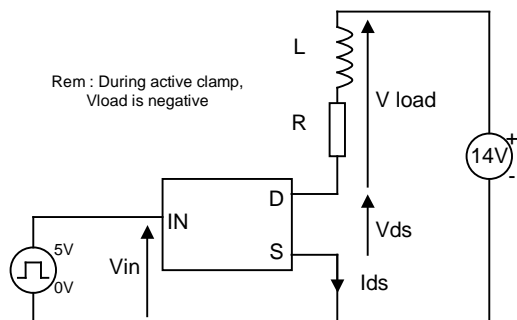 L
Rem : During active clamp,
Vload is negative
V load
R
14V
+
-
D
IN
Vds
5V
0V
Vin
S
Ids